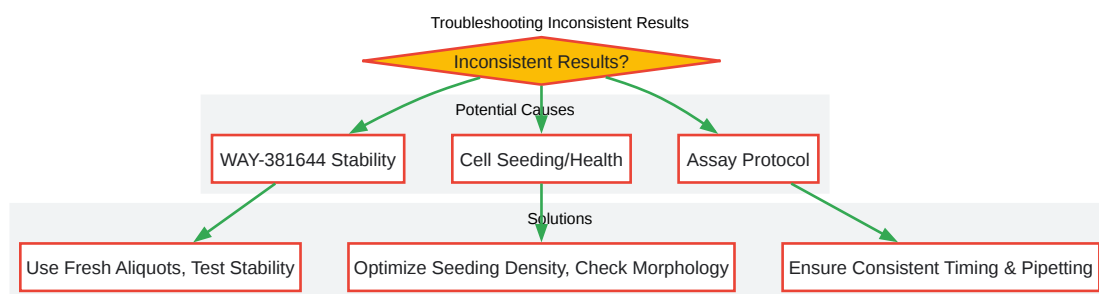 Troubleshooting Inconsistent Results
Inconsistent Results?
Potential Causes
WAY-381644 Stability
Cell Seeding/Health
Assay Protocol
Solutions
Use Fresh Aliquots, Test Stability
Optimize Seeding Density, Check Morphology
Ensure Consistent Timing & Pipetting